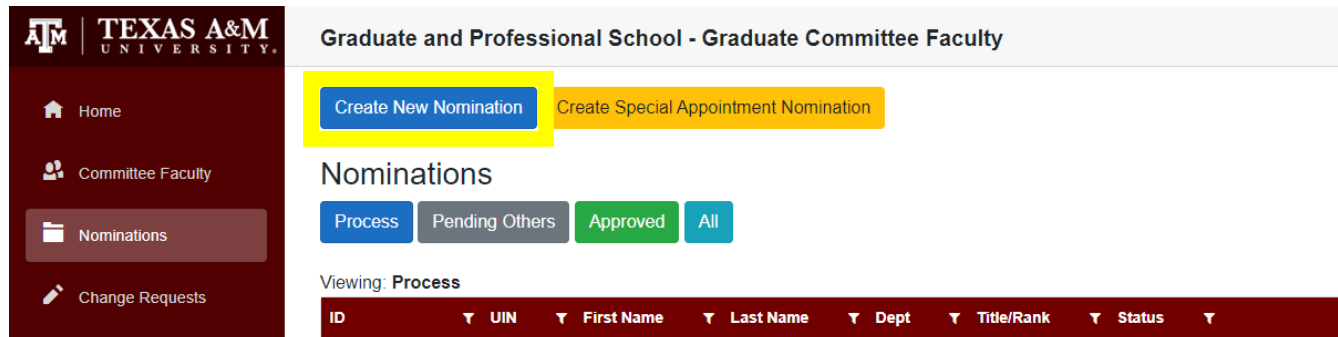 ĀM TEXAS A&M
UNIVERSITY.
Graduate and Professional School - Graduate Committee Faculty
Home
Committee Faculty
Nominations
Change Requests
Create New Nomination Create Special Appointment Nomination
Nominations
Process Pending Others Approved All
Viewing: Process
ID UIN First Name Last Name Dept Title/Rank Status